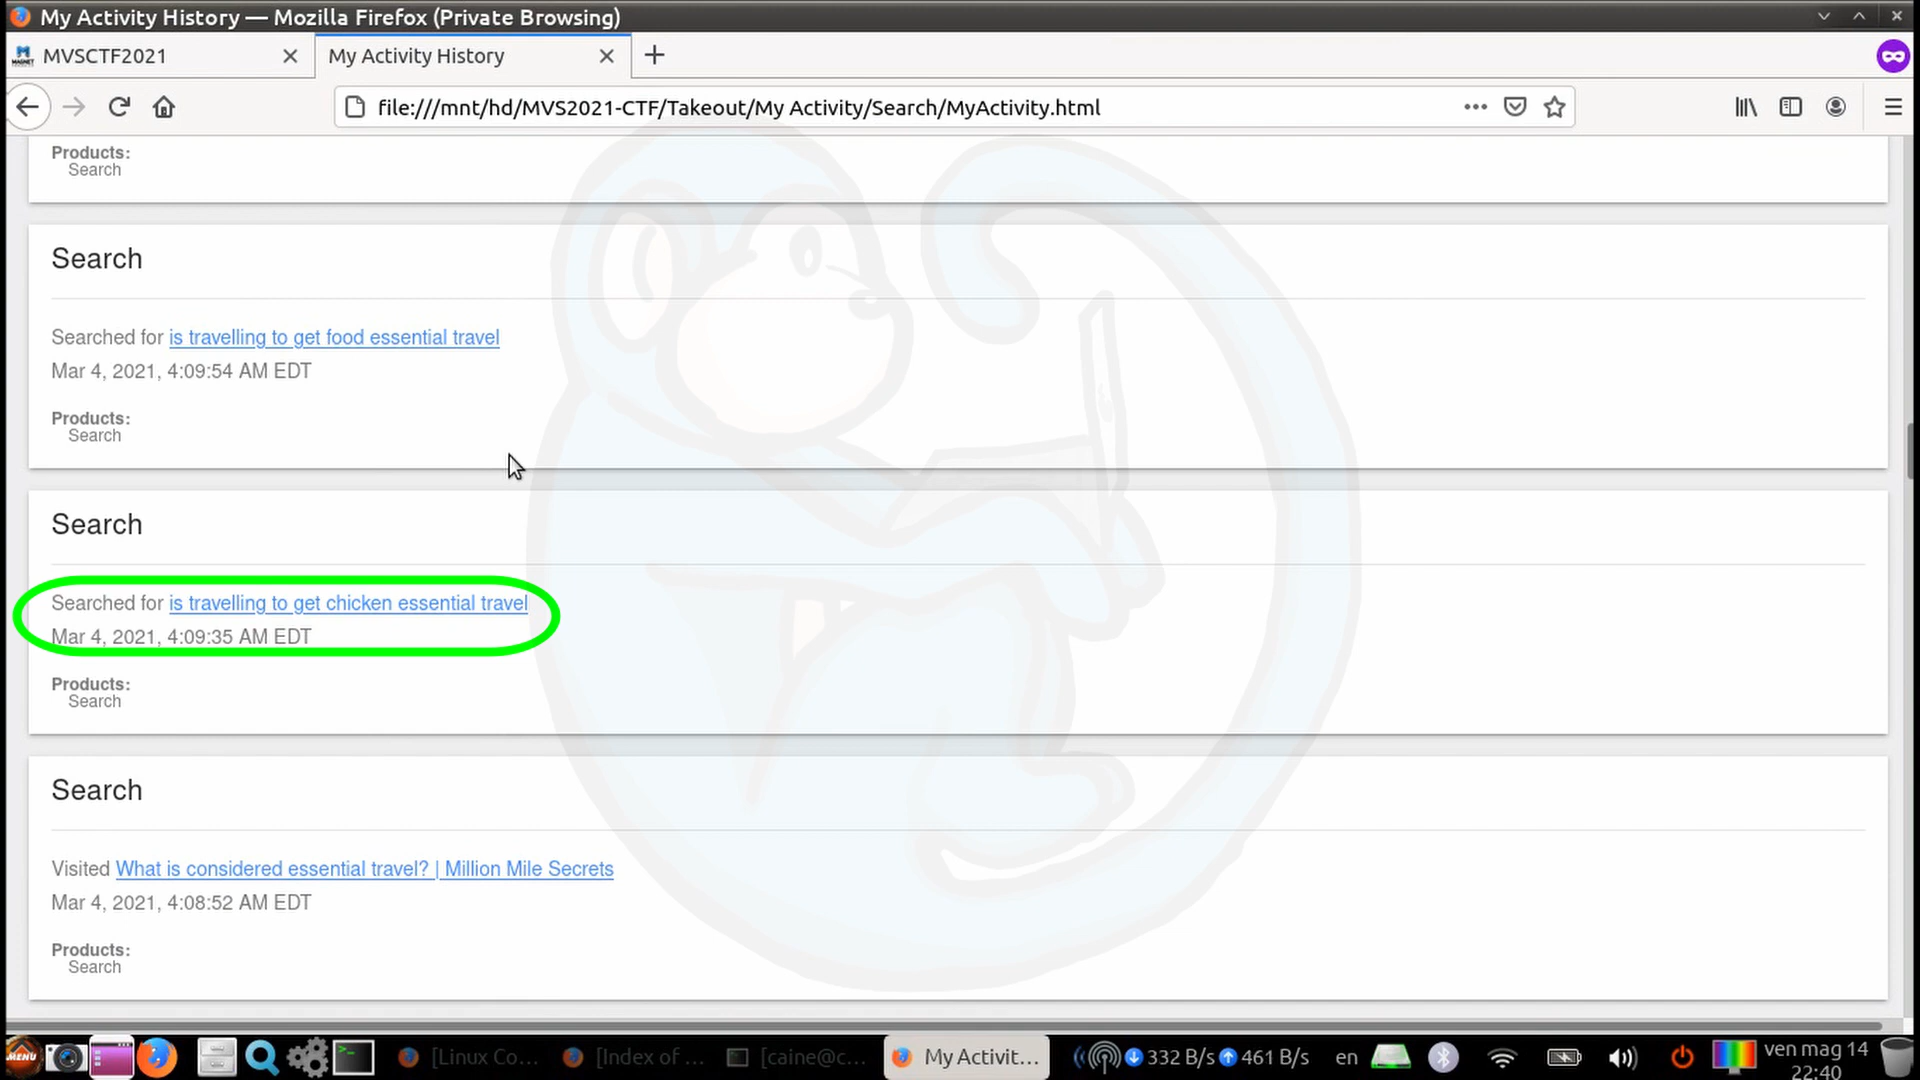 My Activity History — Mozilla Firefox (Private Browsing)
MAGNET
MVSCTF2021
My Activity History
file:///mnt/hd/MVS2021-CTF/Takeout/My Activity/Search/MyActivity.html
Products:
Search
Search
Searched for is travelling to get food essential travel
Mar 4, 2021, 4:09:54 AM EDT
Products:
Search
Search
Searched for is travelling to get chicken essential travel
Mar 4, 2021, 4:09:35 AM EDT
Products:
Search
Search
Visited What is considered essential travel? | Million Mile Secrets
Mar 4, 2021, 4:08:52 AM EDT
Products:
Search
MENU
[Linux Co...
[Index of ...
[caine@c...
My Activit...
332 B/s
461 B/s
en
ven mag 14
22:40